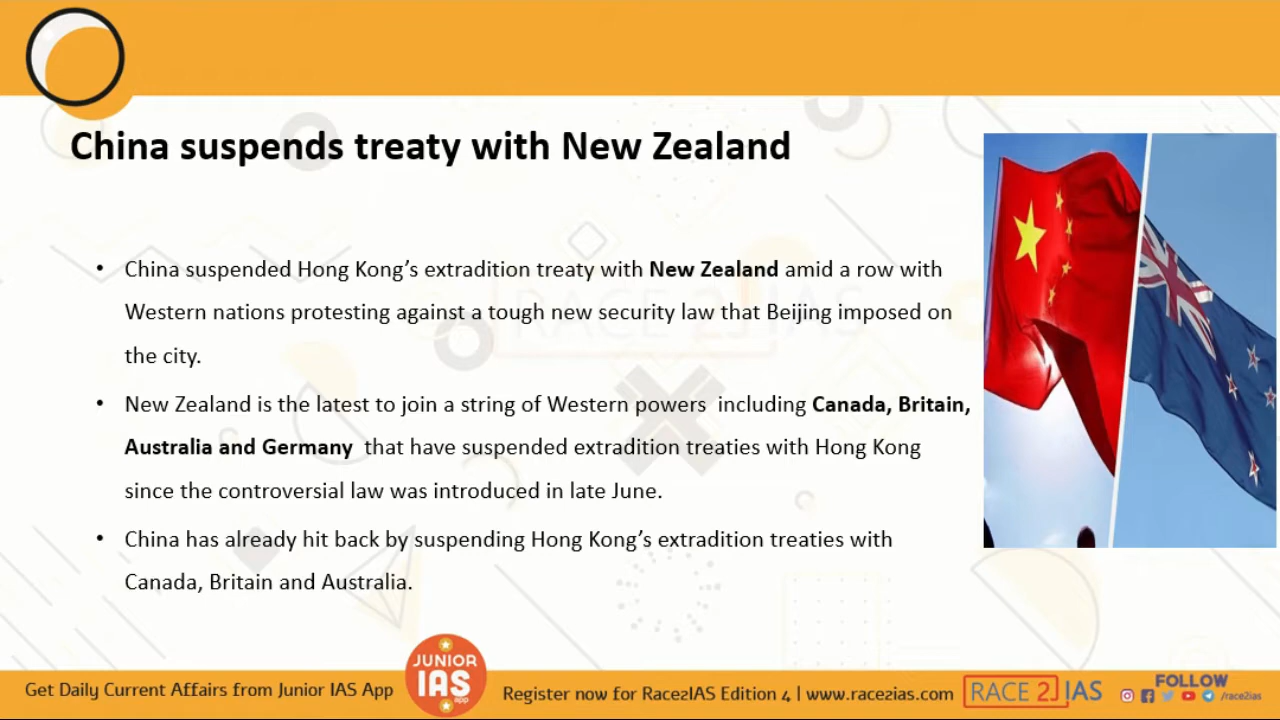 China suspends treaty with New Zealand
• China suspended Hong Kong’s extradition treaty with New Zealand amid a row with
Western nations protesting against a tough new security law that Beijing imposed on
the city.
• New Zealand is the latest to join a string of Western powers including Canada, Britain,
Australia and Germany that have suspended extradition treaties with Hong Kong
since the controversial law was introduced in late June.
• China has already hit back by suspending Hong Kong’s extradition treaties with
Canada, Britain and Australia.
RACE 2 IAS
Get Daily Current Affairs from Junior IAS App
JUNIOR
IAS
app
Register now for Race2IAS Edition 4 | www.race2ias.com
RACE 2 IAS
FOLLOW
/race2ias